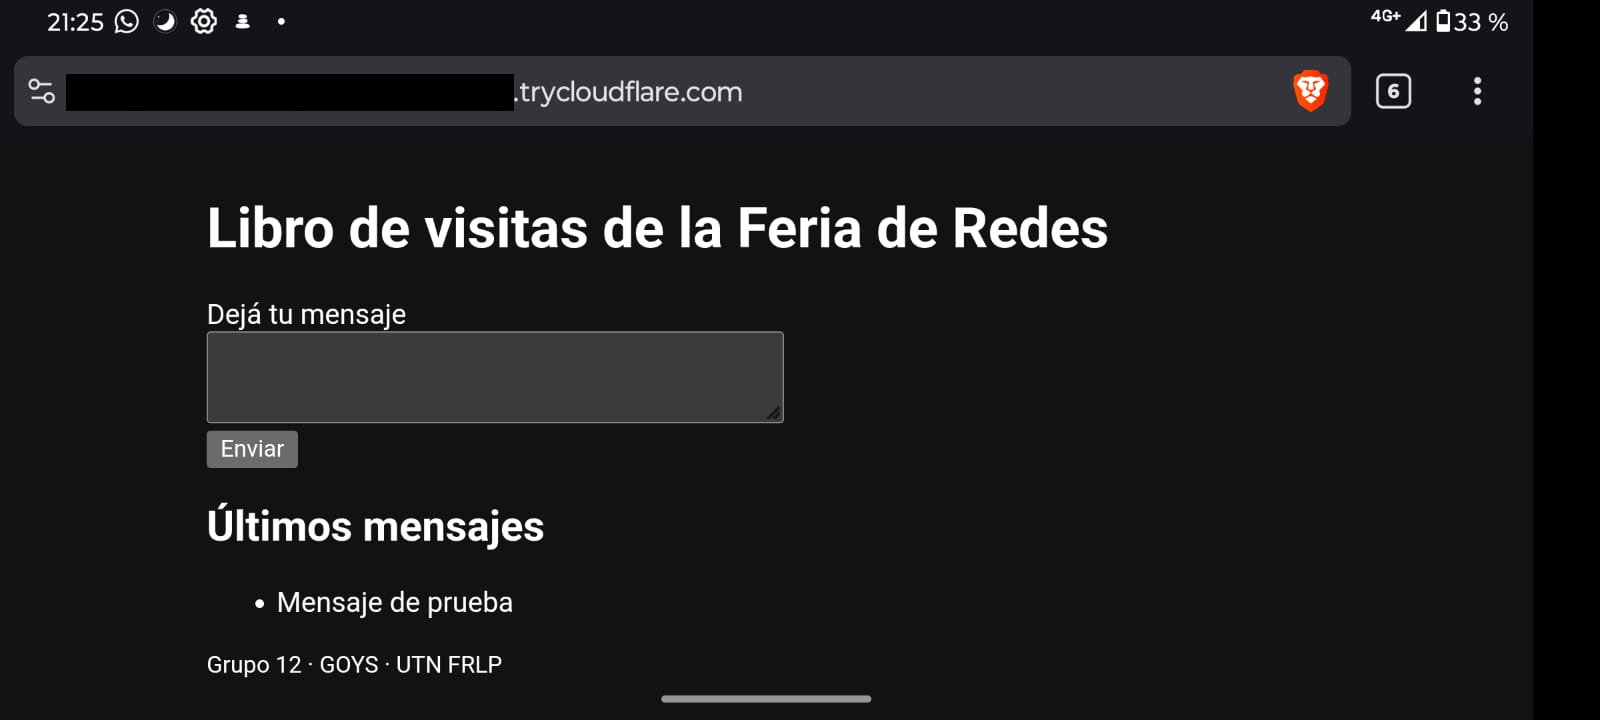 21:25 4G+ 33 %
.trycloudflare.com 6
Libro de visitas de la Feria de Redes
Dejá tu mensaje
Enviar
Últimos mensajes
• Mensaje de prueba
Grupo 12 · GOYS · UTN FRLP